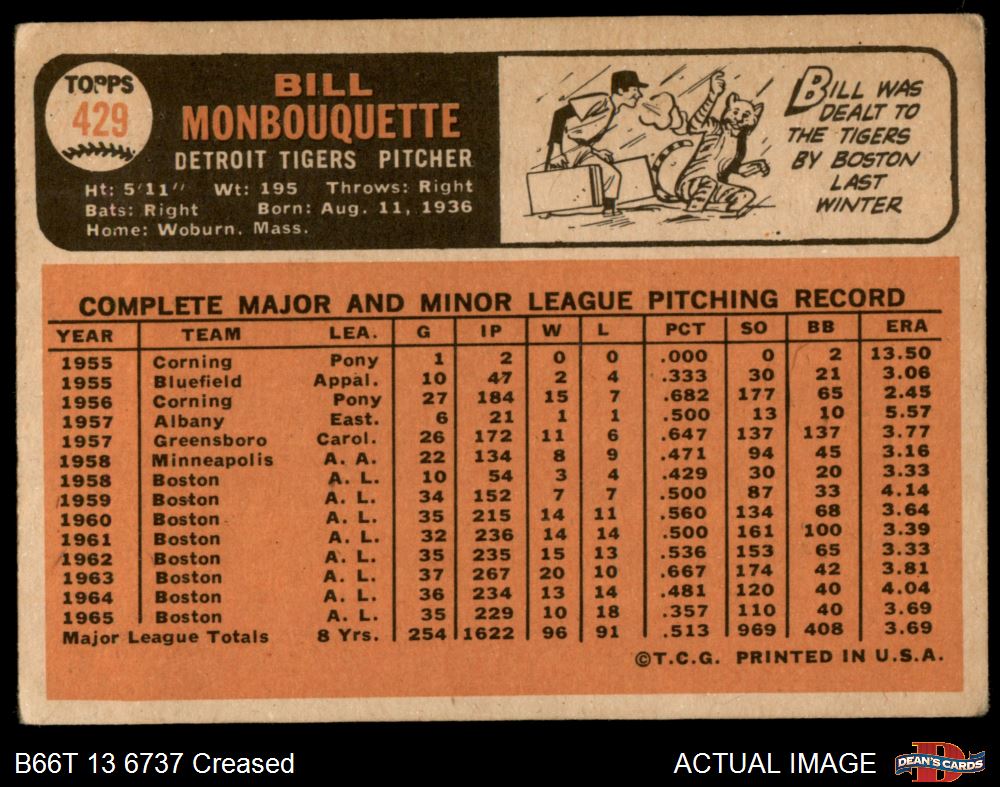 TOPPS
429
BILL
MONBOUQUETTE
DETROIT TIGERS PITCHER
Ht: 5'11" Wt: 195 Throws: Right
Bats: Right Born: Aug. 11, 1936
Home: Woburn, Mass.
BILL WAS
DEALT TO
THE TIGERS
BY BOSTON
LAST
WINTER
COMPLETE MAJOR AND MINOR LEAGUE PITCHING RECORD
YEAR TEAM LEA. G IP W L PCT SO BB ERA
1955 Corning Pony 1 2 0 0 .000 0 2 13.50
1955 Bluefield Appal. 10 47 2 4 .333 30 21 3.06
1956 Corning Pony 27 184 15 7 .682 177 65 2.45
1957 Albany East. 6 21 1 1 .500 13 10 5.57
1957 Greensboro Carol. 26 172 11 6 .647 137 137 3.77
1958 Minneapolis A. A. 22 134 8 9 .471 94 45 3.16
1958 Boston A. L. 10 54 3 4 .429 30 20 3.33
1959 Boston A. L. 34 152 7 7 .500 87 33 4.14
1960 Boston A. L. 35 215 14 11 .560 134 68 3.64
1961 Boston A. L. 32 236 14 14 .500 161 100 3.39
1962 Boston A. L. 35 235 15 13 .536 153 65 3.33
1963 Boston A. L. 37 267 20 10 .667 174 42 3.81
1964 Boston A. L. 36 234 13 14 .481 120 40 4.04
1965 Boston A. L. 35 229 10 18 .357 110 40 3.69
Major League Totals 8 Yrs. 254 1622 96 91 .513 969 408 3.69
©T.C.G. PRINTED IN U.S.A.
B66T 13 6737 Creased
ACTUAL IMAGE
DEAN'S CARDS